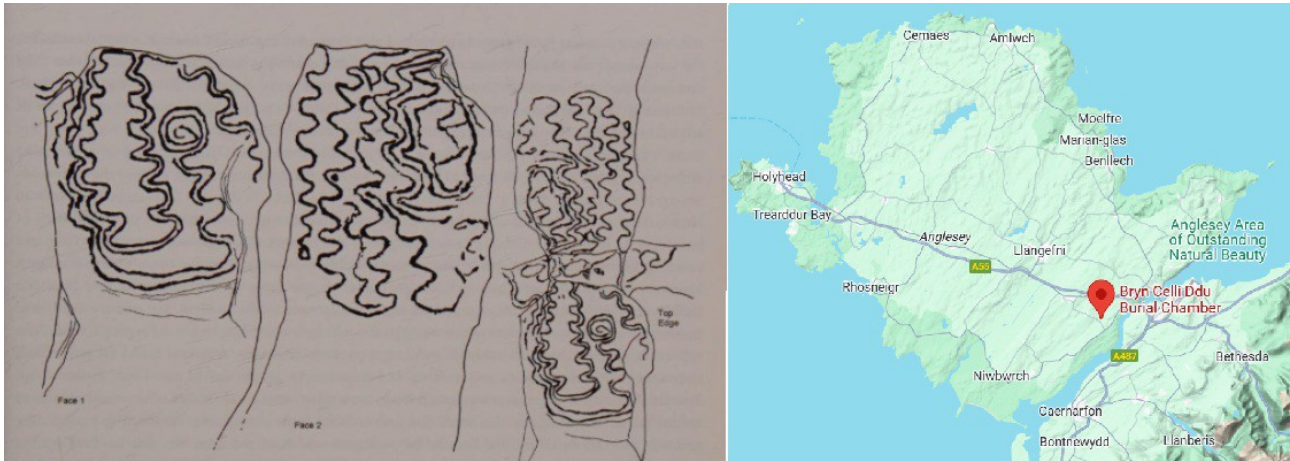 Face 1
Face 2
Top
Edge
Cemaes
Amlwch
Moelfre
Marian-glas
Benllech
Holyhead
Trearddur Bay
Anglesey
Llangefni
Anglesey Area
of Outstanding
Natural Beauty
A55
Rhosneigr
Bryn Celli Ddu
Burial Chamber
A487
Niwbwrch
Bethesda
Caernarfon
Bontnewydd
Llanberis